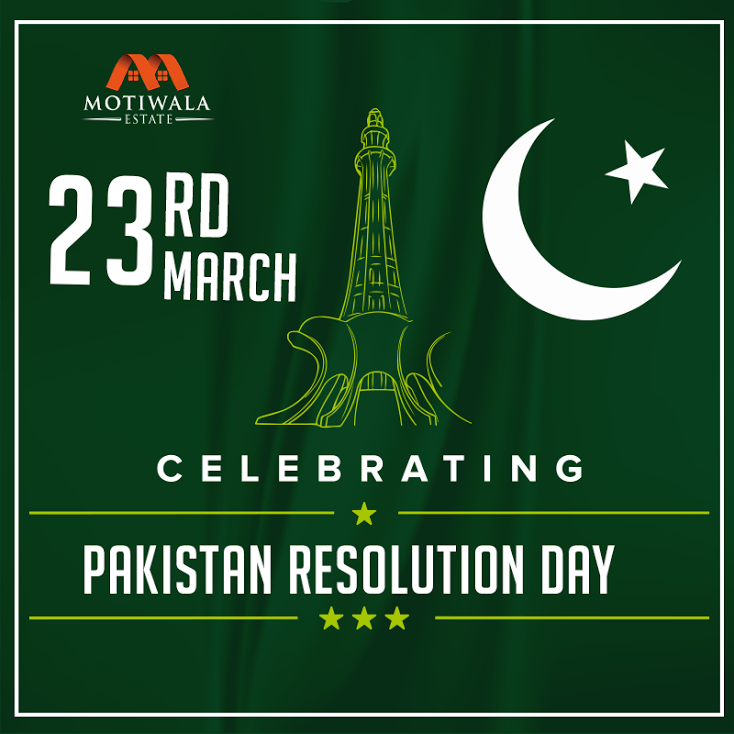 MOTIWALA
ESTATE
23RD
MARCH
CELEBRATING
PAKISTAN RESOLUTION DAY